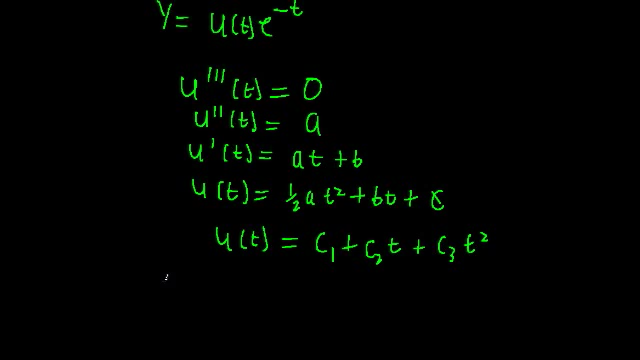 Y = u(t)e^{-t}
u'''(t) = 0
u''(t) = a
u'(t) = at + b
u(t) = ½at² + bt + γ
u(t) = C₁ + C₂t + C₃t²